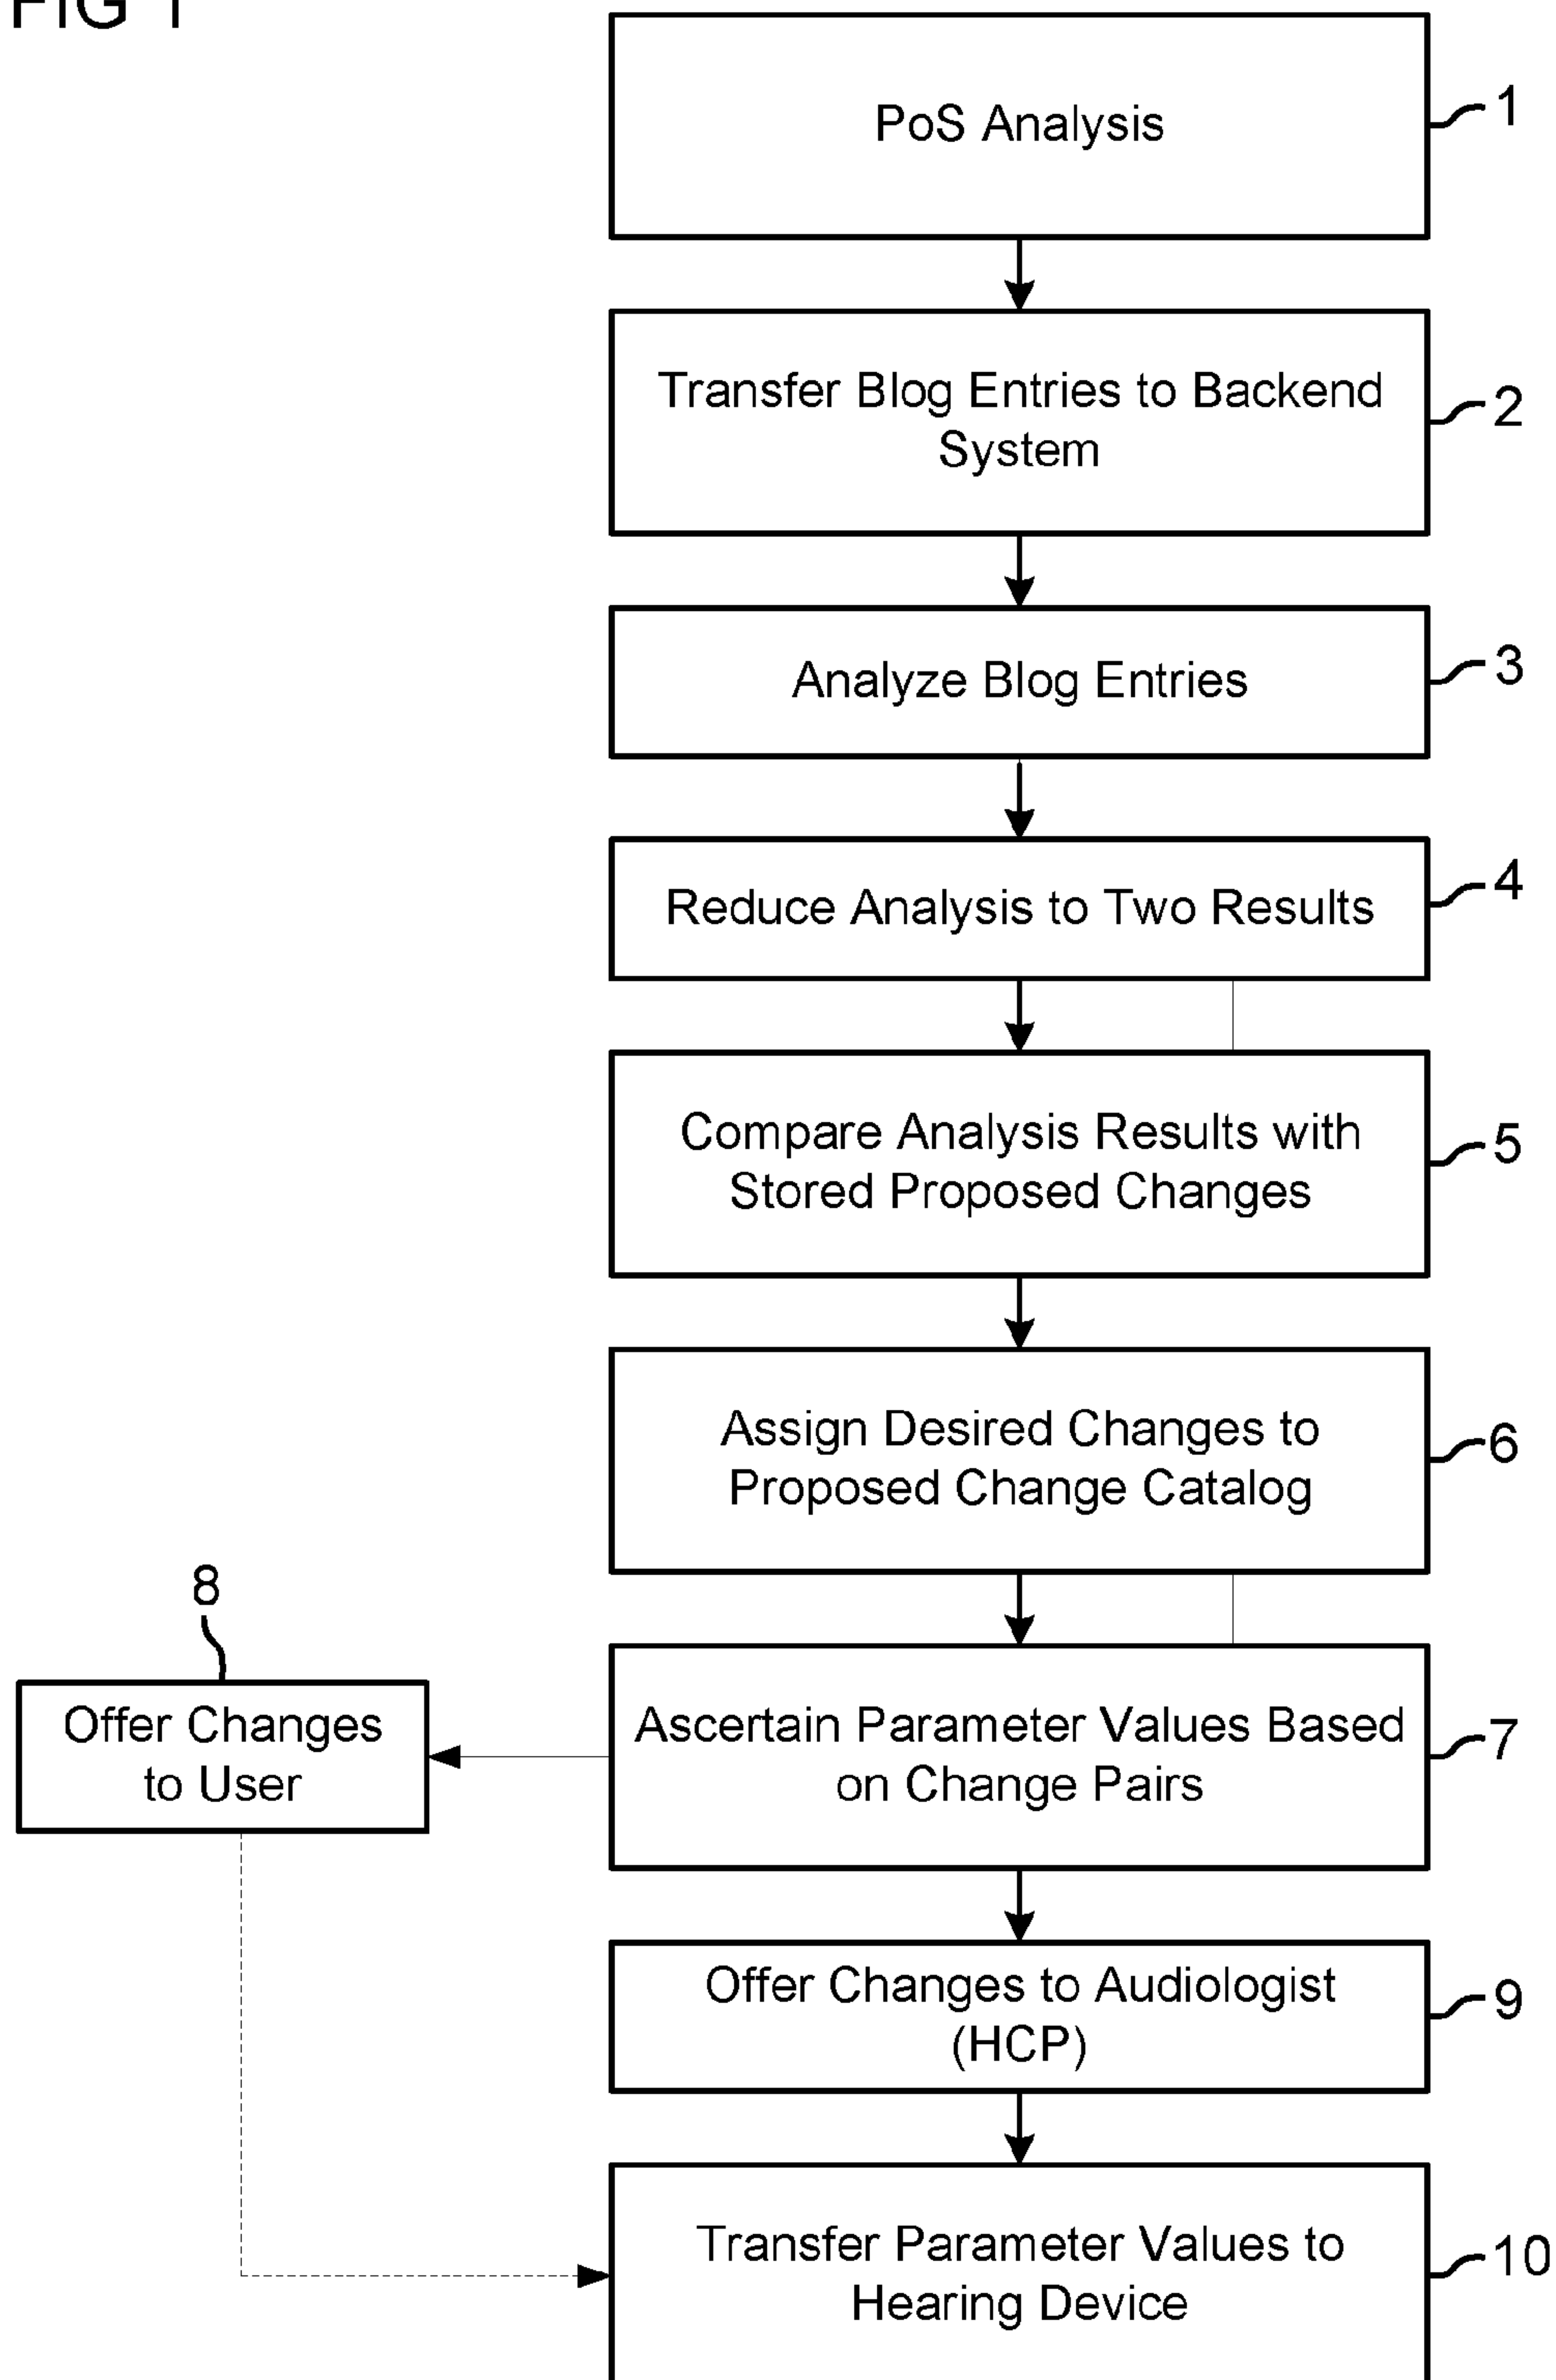 FIG 1
PoS Analysis
1
Transfer Blog Entries to Backend
System
2
Analyze Blog Entries
3
Reduce Analysis to Two Results
4
Compare Analysis Results with
Stored Proposed Changes
5
Assign Desired Changes to
Proposed Change Catalog
6
8
Offer Changes
to User
Ascertain Parameter Values Based
on Change Pairs
7
Offer Changes to Audiologist
(HCP)
9
Transfer Parameter Values to
Hearing Device
10